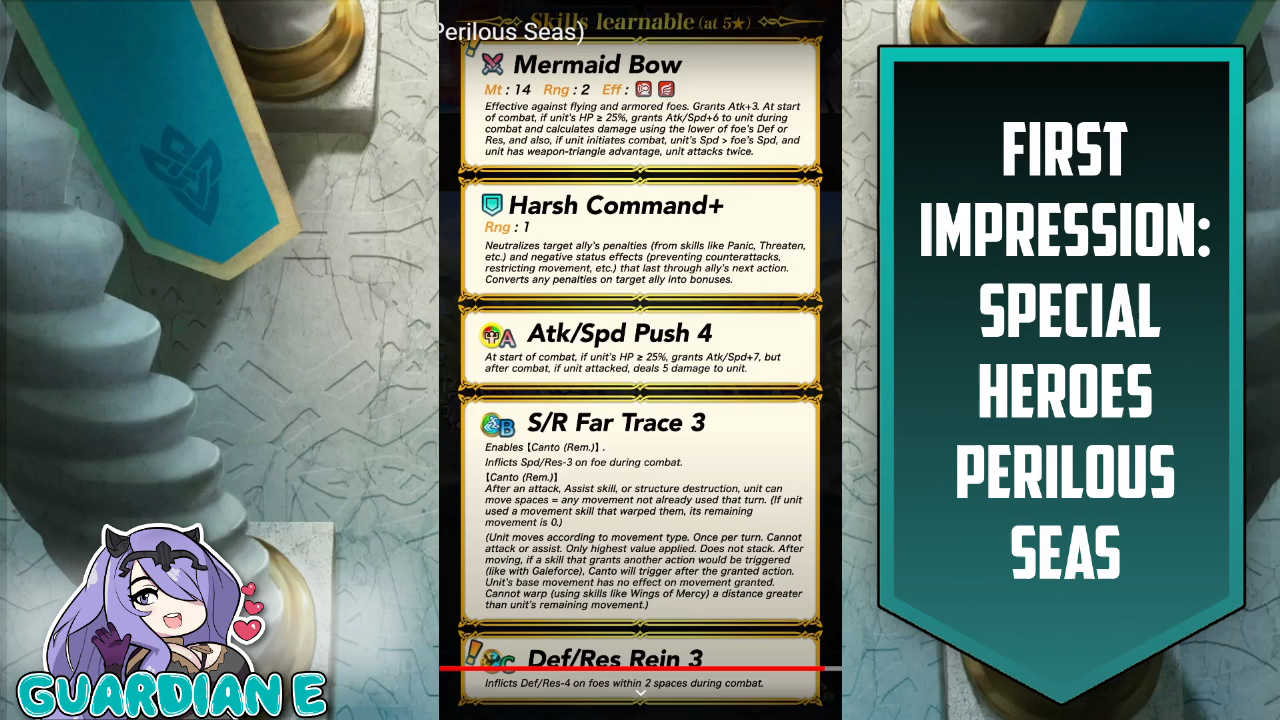 Skills learnable (at 5★)
Perilous Seas)
Mermaid Bow
Mt : 14 Rng : 2 Eff :
Effective against flying and armored foes. Grants Atk+3. At start
of combat, if unit's HP ≥ 25%, grants Atk/Spd+6 to unit during
combat and calculates damage using the lower of foe's Def or
Res, and also, if unit initiates combat, unit's Spd > foe's Spd, and
unit has weapon-triangle advantage, unit attacks twice.
Harsh Command+
Rng : 1
Neutralizes target ally's penalties (from skills like Panic, Threaten,
etc.) and negative status effects (preventing counterattacks,
restricting movement, etc.) that last through ally's next action.
Converts any penalties on target ally into bonuses.
A
Atk/Spd Push 4
At start of combat, if unit's HP ≥ 25%, grants Atk/Spd+7, but
after combat, if unit attacked, deals 5 damage to unit.
B
S/R Far Trace 3
Enables 【Canto (Rem.)】 .
Inflicts Spd/Res-3 on foe during combat.
【Canto (Rem.)】
After an attack, Assist skill, or structure destruction, unit can
move spaces = any movement not already used that turn. (If unit
used a movement skill that warped them, its remaining
movement is 0.)
(Unit moves according to movement type. Once per turn. Cannot
attack or assist. Only highest value applied. Does not stack. After
moving, if a skill that grants another action would be triggered
(like with Galeforce), Canto will trigger after the granted action.
Unit's base movement has no effect on movement granted.
Cannot warp (using skills like Wings of Mercy) a distance greater
than unit's remaining movement.)
C
Def/Res Rein 3
Inflicts Def/Res-4 on foes within 2 spaces during combat.
FIRST
IMPRESSION:
SPECIAL
HEROES
PERILOUS
SEAS
GUARDIAN E